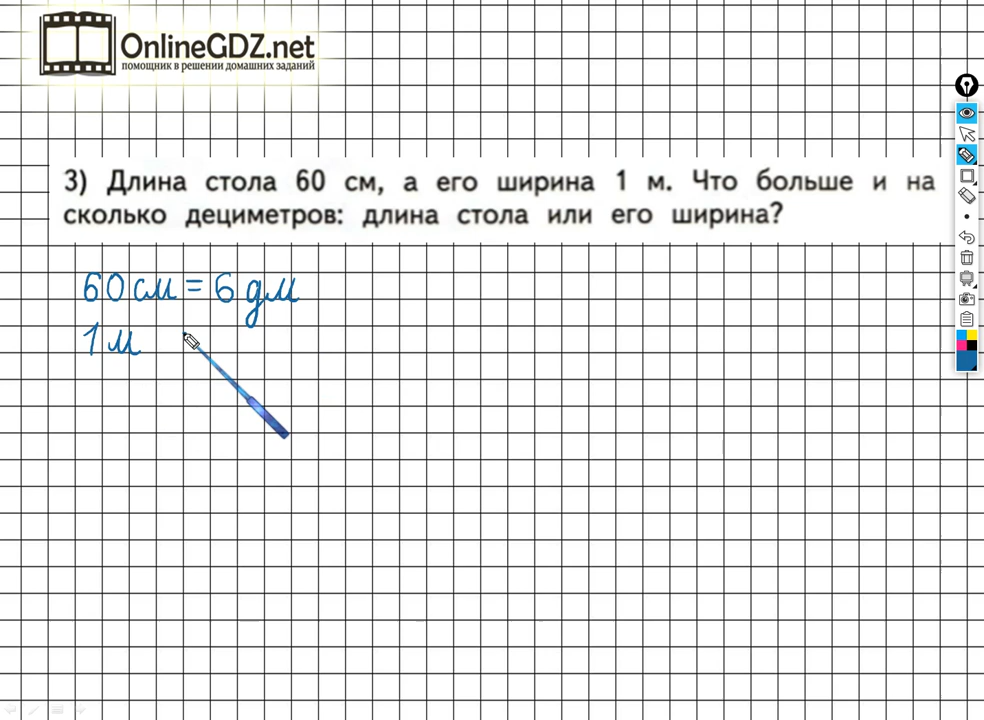 OnlineGDZ.net
помощник в решении домашних заданий
3) Длина стола 60 см, а его ширина 1 м. Что больше и на
сколько дециметров: длина стола или его ширина?
60 см = 6 дм
1 м